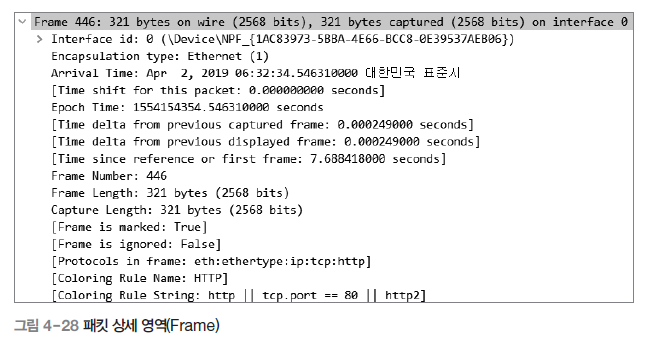 Frame 446: 321 bytes on wire (2568 bits), 321 bytes captured (2568 bits) on interface 0
Interface id: 0 (\Device\NPF_{1AC83973-5BBA-4E66-BCC8-0E39537AEB06})
Encapsulation type: Ethernet (1)
Arrival Time: Apr  2, 2019 06:32:34.546310000 대한민국 표준시
[Time shift for this packet: 0.000000000 seconds]
Epoch Time: 1554154354.546310000 seconds
[Time delta from previous captured frame: 0.000249000 seconds]
[Time delta from previous displayed frame: 0.000249000 seconds]
[Time since reference or first frame: 7.688418000 seconds]
Frame Number: 446
Frame Length: 321 bytes (2568 bits)
Capture Length: 321 bytes (2568 bits)
[Frame is marked: True]
[Frame is ignored: False]
[Protocols in frame: eth:ethertype:ip:tcp:http]
[Coloring Rule Name: HTTP]
[Coloring Rule String: http || tcp.port == 80 || http2]
그림 4-28 패킷 상세 영역(Frame)